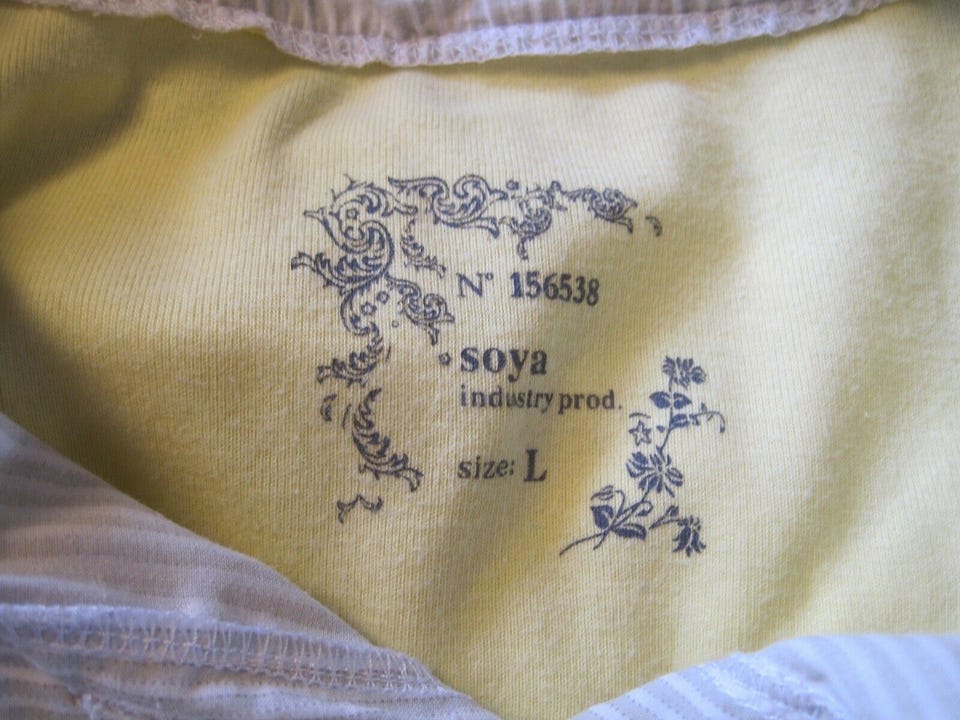 N° 156538
soya
industry prod.
size: L